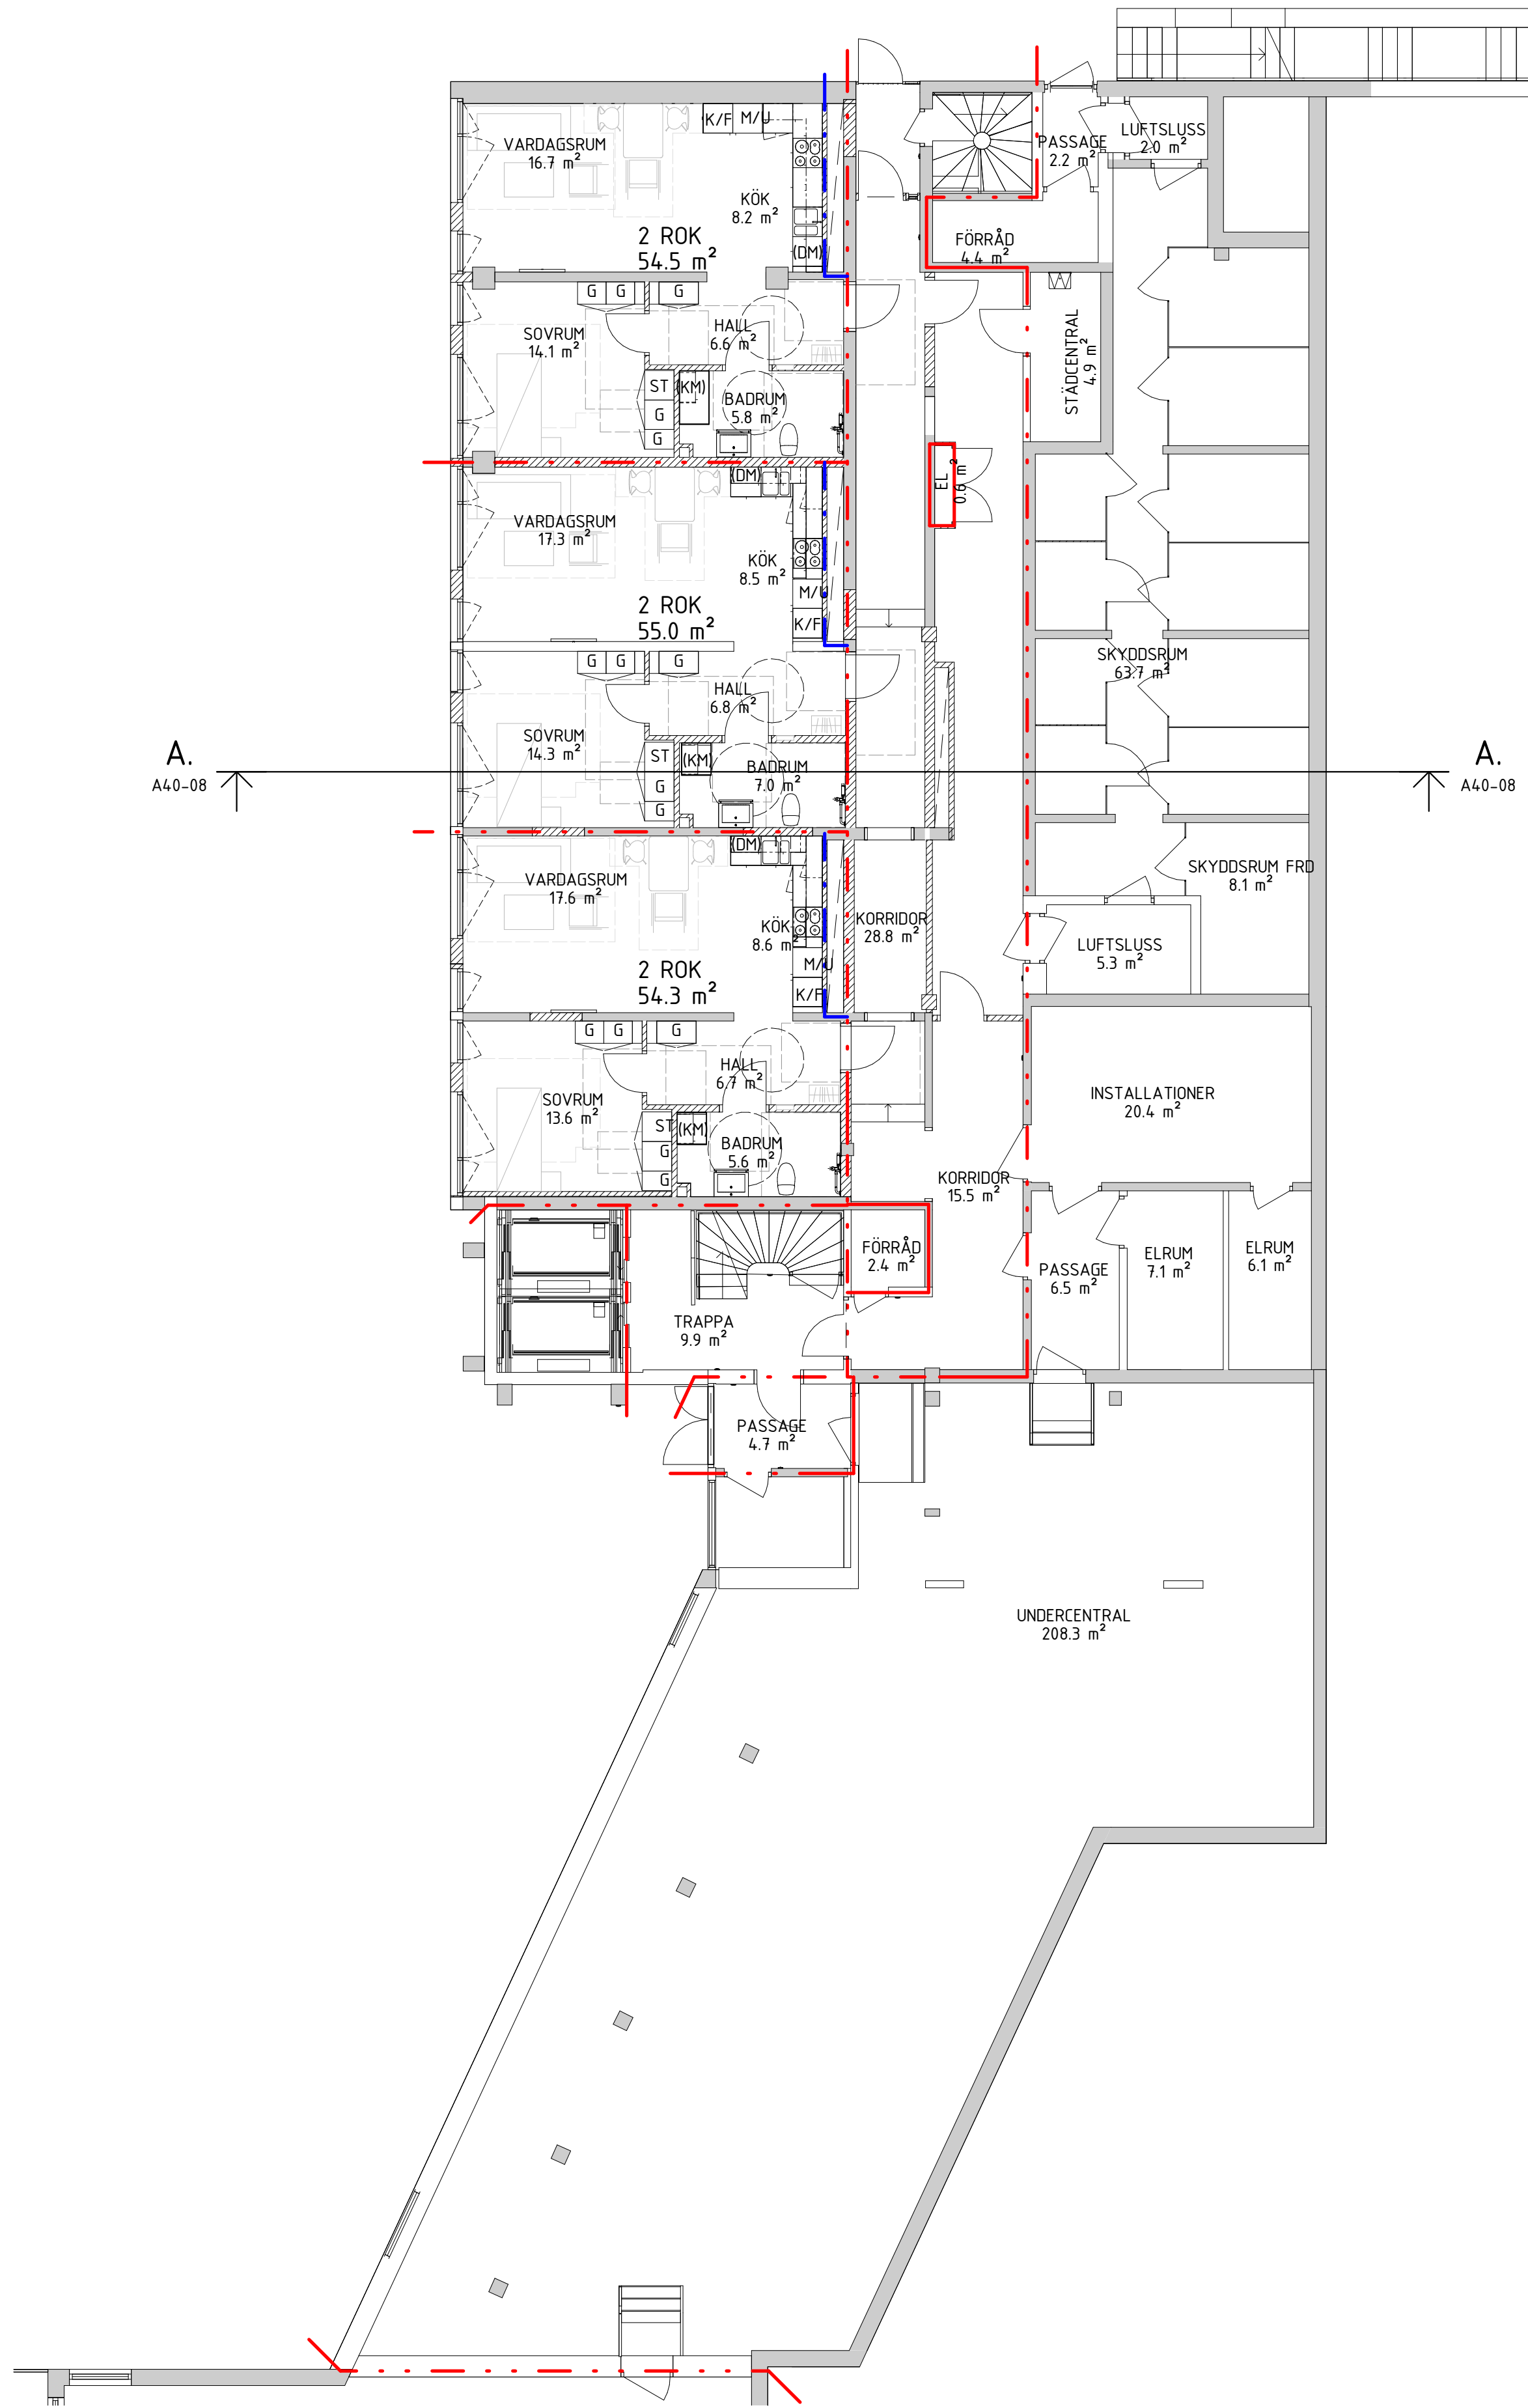 LUFTSLUSS
2.0 m²
PASSAGE
2.2 m²
K/F
M/U
VARDAGSRUM
16.7 m²
KÖK
8.2 m²
2 ROK
54.5 m²
(DM)
FÖRRÅD
4.4 m²
G
G
G
SOVRUM
14.1 m²
HALL
6.6 m²
STÄDCENTRAL
4.9 m²
ST
(KM)
G
G
BADRUM
5.8 m²
EL
0.6 m²
(DM)
VARDAGSRUM
17.3 m²
KÖK
8.5 m²
M/U
K/F
2 ROK
55.0 m²
G
G
G
HALL
6.8 m²
SKYDDSRUM
63.7 m²
SOVRUM
14.3 m²
ST
(KM)
G
G
BADRUM
7.0 m²
A.
A40-08
A.
A40-08
(DM)
VARDAGSRUM
17.6 m²
KÖK
8.6 m²
M/U
K/F
2 ROK
54.3 m²
KORRIDOR
28.8 m²
SKYDDSRUM FRD
8.1 m²
LUFTSLUSS
5.3 m²
G
G
G
HALL
6.7 m²
SOVRUM
13.6 m²
ST
(KM)
G
G
BADRUM
5.6 m²
INSTALLATIONER
20.4 m²
KORRIDOR
15.5 m²
FÖRRÅD
2.4 m²
PASSAGE
6.5 m²
ELRUM
7.1 m²
ELRUM
6.1 m²
TRAPPA
9.9 m²
PASSAGE
4.7 m²
UNDERCENTRAL
208.3 m²